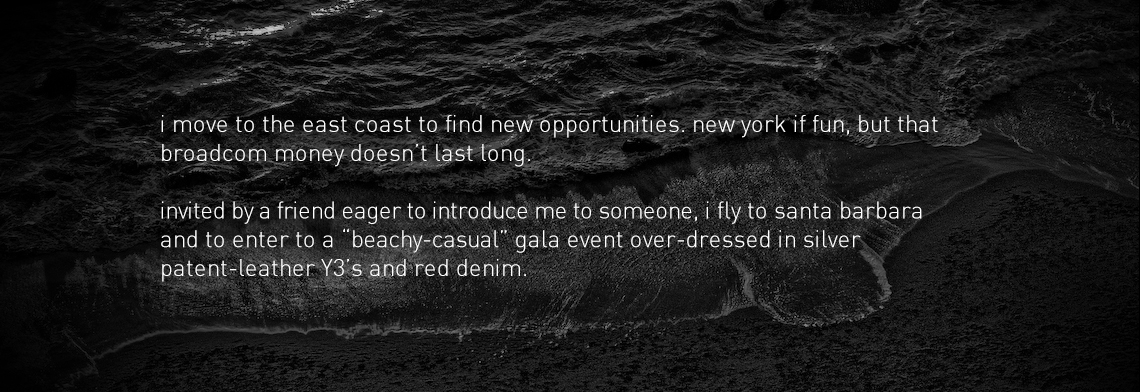 i move to the east coast to find new opportunities. new york if fun, but that
broadcom money doesn't last long.
invited by a friend eager to introduce me to someone, i fly to santa barbara
and to enter to a “beachy-casual” gala event over-dressed in silver
patent-leather Y3's and red denim.